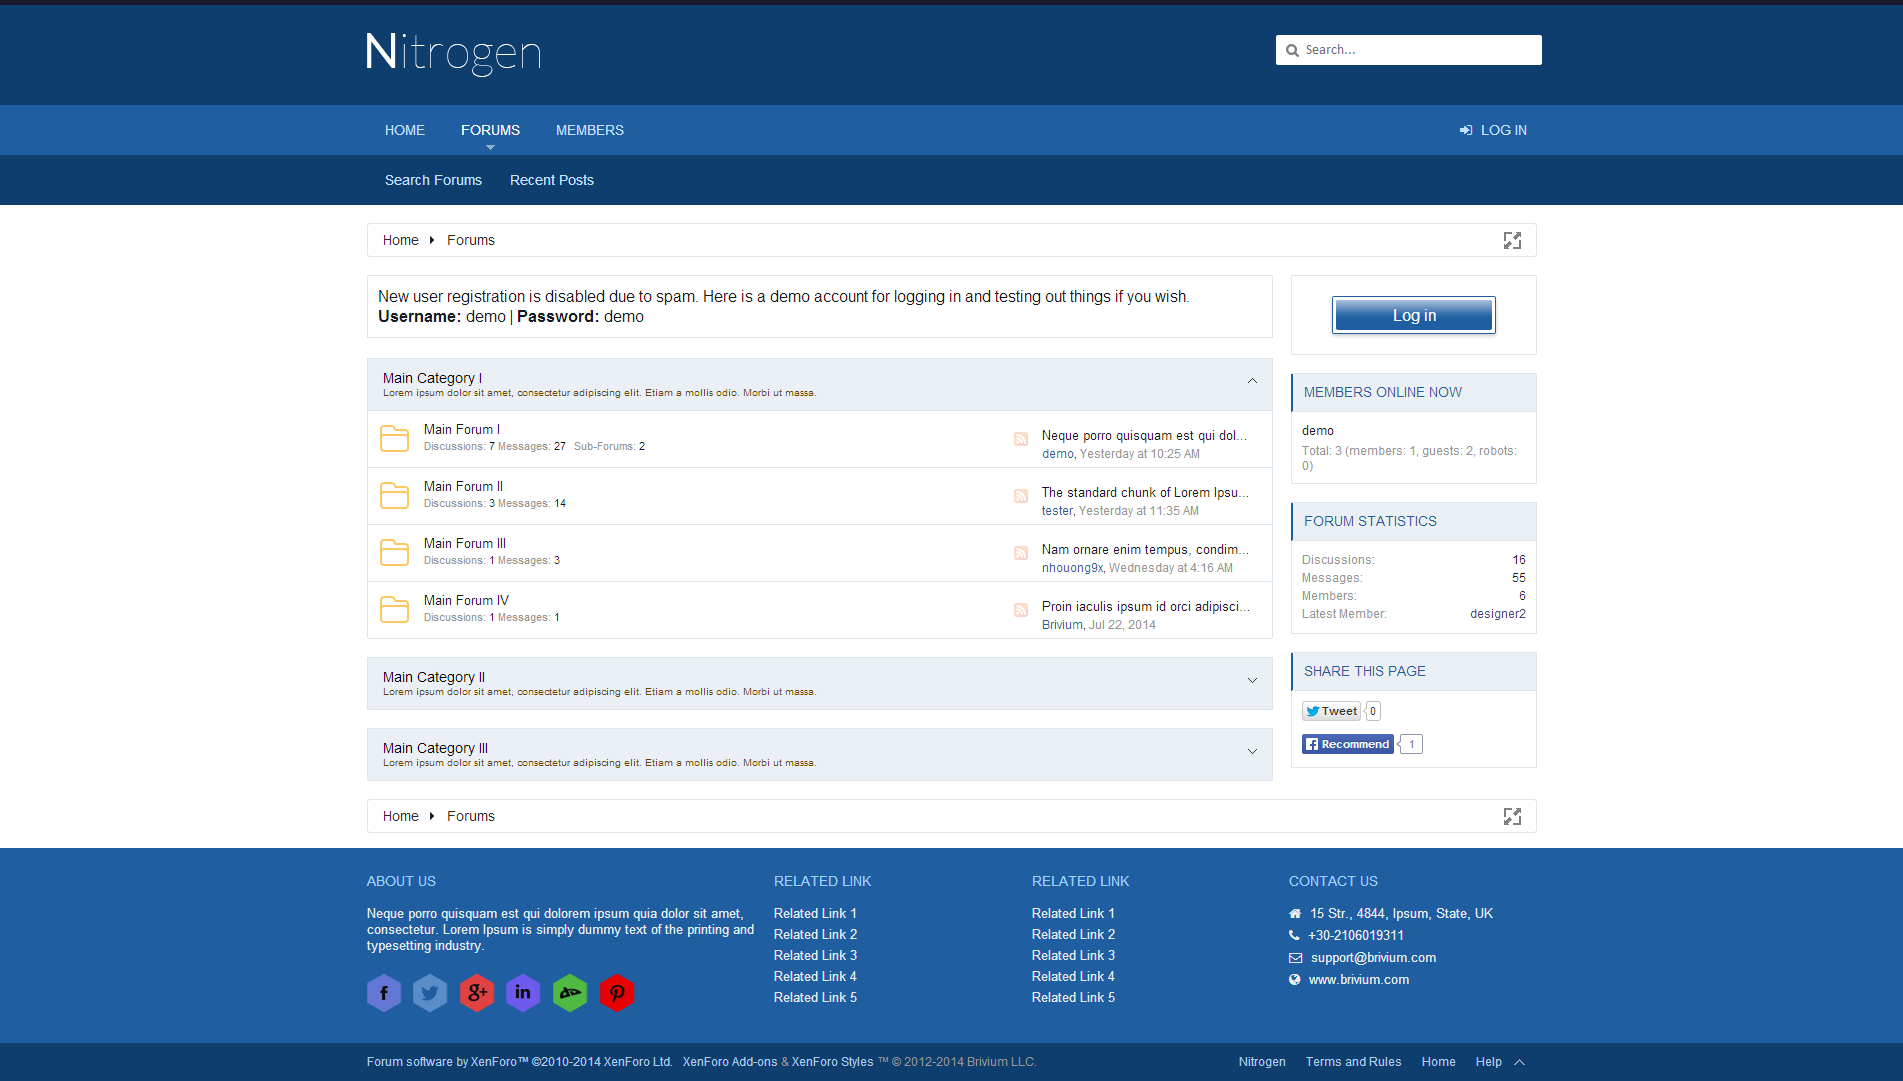 Nitrogen
Search...
HOME FORUMS MEMBERS LOG IN
Search Forums Recent Posts
Home Forums
New user registration is disabled due to spam. Here is a demo account for logging in and testing out things if you wish.
Username: demo | Password: demo
Main Category I
Lorem ipsum dolor sit amet, consectetur adipiscing elit. Etiam a mollis odio. Morbi ut massa.
Main Forum I
Discussions: 7 Messages: 27 Sub-Forums: 2
Neque porro quisquam est qui dol...
demo, Yesterday at 10:25 AM
Main Forum II
Discussions: 3 Messages: 14
The standard chunk of Lorem Ipsu...
tester, Yesterday at 11:35 AM
Main Forum III
Discussions: 1 Messages: 3
Nam ornare enim tempus, condim...
nhouong9x, Wednesday at 4:16 AM
Main Forum IV
Discussions: 1 Messages: 1
Proin iaculis ipsum id orci adipisci...
Brivium, Jul 22, 2014
Main Category II
Lorem ipsum dolor sit amet, consectetur adipiscing elit. Etiam a mollis odio. Morbi ut massa.
Main Category III
Lorem ipsum dolor sit amet, consectetur adipiscing elit. Etiam a mollis odio. Morbi ut massa.
Log in
MEMBERS ONLINE NOW
demo
Total: 3 (members: 1, guests: 2, robots:
0)
FORUM STATISTICS
Discussions: 16
Messages: 55
Members: 6
Latest Member: designer2
SHARE THIS PAGE
Tweet 0
Recommend 1
Home Forums
ABOUT US
Neque porro quisquam est qui dolorem ipsum quia dolor sit amet,
consectetur. Lorem Ipsum is simply dummy text of the printing and
typesetting industry.
RELATED LINK
Related Link 1
Related Link 2
Related Link 3
Related Link 4
Related Link 5
RELATED LINK
Related Link 1
Related Link 2
Related Link 3
Related Link 4
Related Link 5
CONTACT US
15 Str., 4844, Ipsum, State, UK
+30-2106019311
support@brivium.com
www.brivium.com
Forum software by XenForo™ ©2010-2014 XenForo Ltd. XenForo Add-ons & XenForo Styles ™ © 2012-2014 Brivium LLC.
Nitrogen Terms and Rules Home Help